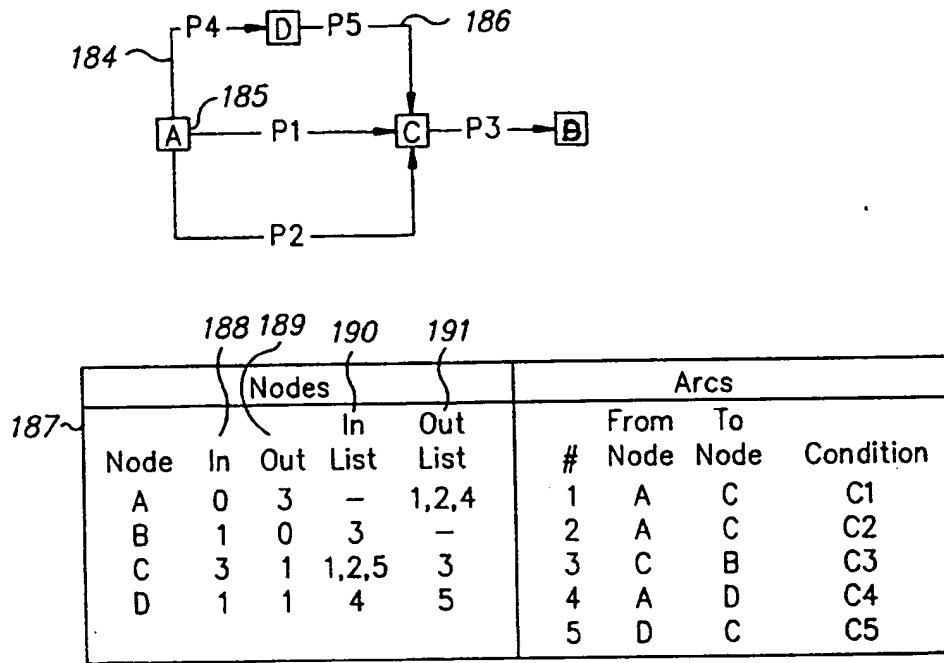 P4 D P5 186
184
185
A P1 C P3 B
P2
188 189 190 191
Nodes Arcs
187
In Out From To
Node In Out List List # Node Node Condition
A 0 3 – 1,2,4 1 A C C1
B 1 0 3 – 2 A C C2
C 3 1 1,2,5 3 3 C B C3
D 1 1 4 5 4 A D C4
5 D C C5